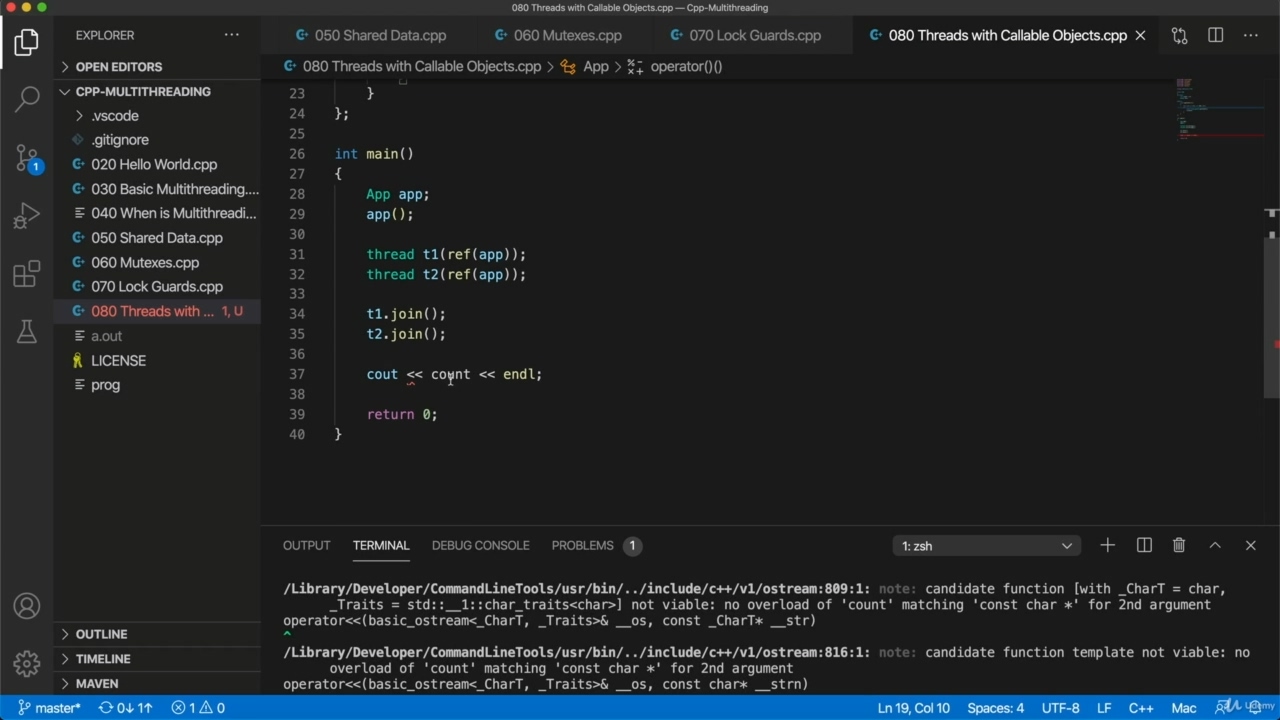 080 Threads with Callable Objects.cpp — Cpp-Multithreading
EXPLORER
050 Shared Data.cpp
060 Mutexes.cpp
070 Lock Guards.cpp
080 Threads with Callable Objects.cpp
OPEN EDITORS
080 Threads with Callable Objects.cpp > App > operator()()
CPP-MULTITHREADING
.vscode
.gitignore
020 Hello World.cpp
030 Basic Multithreading....
040 When is Multithreadi...
050 Shared Data.cpp
060 Mutexes.cpp
070 Lock Guards.cpp
080 Threads with ... 1, U
a.out
LICENSE
prog
OUTLINE
TIMELINE
MAVEN
1
23 }
24 };
25
26 int main()
27 {
28 App app;
29 app();
30
31 thread t1(ref(app));
32 thread t2(ref(app));
33
34 t1.join();
35 t2.join();
36
37 cout << count << endl;
38
39 return 0;
40 }
OUTPUT TERMINAL DEBUG CONSOLE PROBLEMS 1 1: zsh
/Library/Developer/CommandLineTools/usr/bin/../include/c++/v1/ostream:809:1: note: candidate function [with _CharT = char,
_Traits = std::__1::char_traits<char>] not viable: no overload of 'count' matching 'const char *' for 2nd argument
operator<<(basic_ostream<_CharT, _Traits>& __os, const _CharT* __str)
^
/Library/Developer/CommandLineTools/usr/bin/../include/c++/v1/ostream:816:1: note: candidate function template not viable: no
overload of 'count' matching 'const char *' for 2nd argument
operator<<(basic_ostream<_CharT, _Traits>& __os, const char* __strn)
master* 0↓ 1↑ 1 0 Ln 19, Col 10 Spaces: 4 UTF-8 LF C++ Mac Udemy